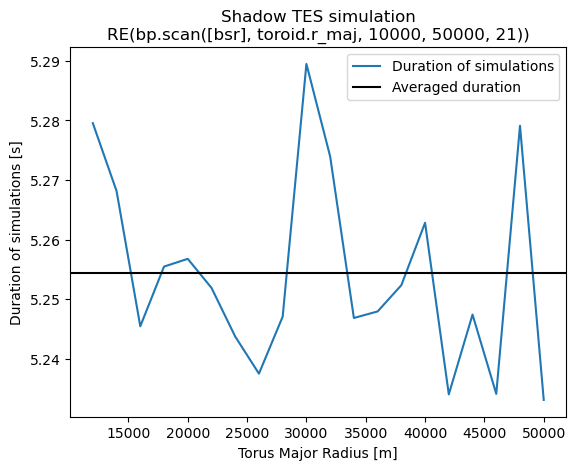 Shadow TES simulation
RE(bp.scan([bsr], toroid.r_maj, 10000, 50000, 21))
Duration of simulations
Averaged duration
Duration of simulations [s]
5.29
5.28
5.27
5.26
5.25
5.24
15000 20000 25000 30000 35000 40000 45000 50000
Torus Major Radius [m]